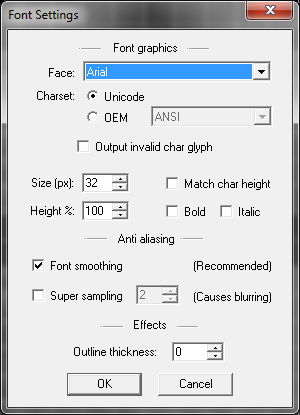 Font Settings
Font graphics
Face: Arial
Charset: Unicode
OEM ANSI
Output invalid char glyph
Size (px): 32 Match char height
Height %: 100 Bold Italic
Anti aliasing
Font smoothing (Recommended)
Super sampling 2 (Causes blurring)
Effects
Outline thickness: 0
OK Cancel